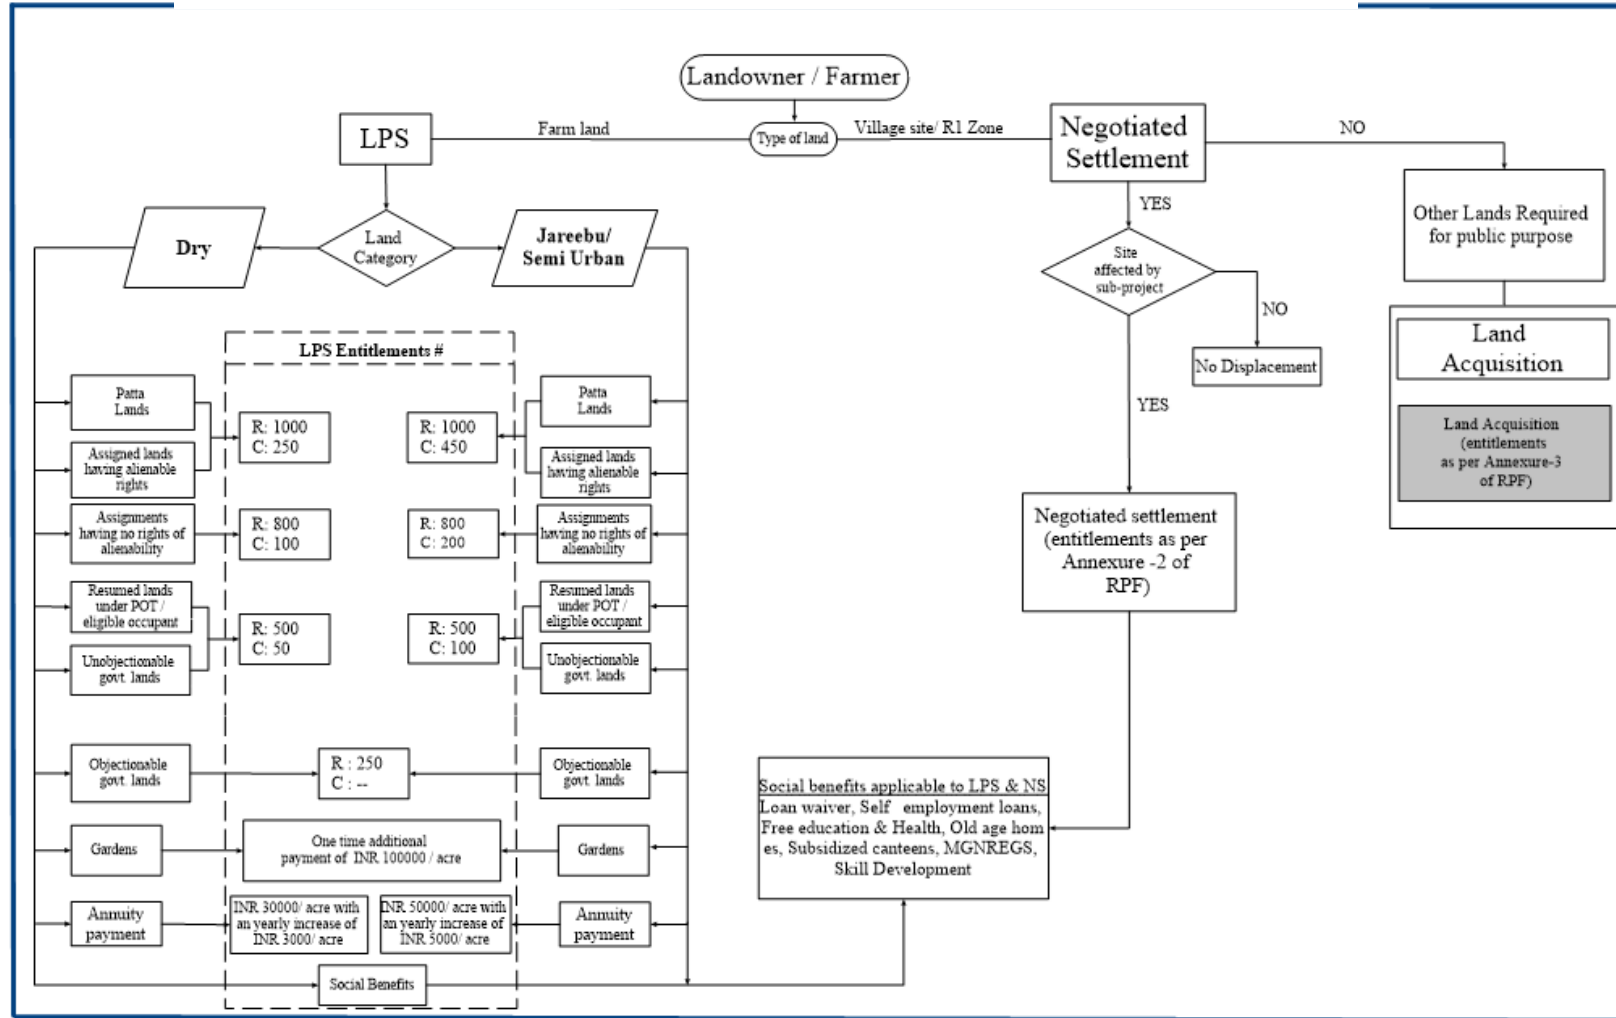 Landowner / Farmer
Type of land
Farm land
Village site/ R1 Zone
LPS
Negotiated
Settlement
NO
YES
Land
Category
Dry
Jareebu/
Semi Urban
Site
affected by
sub-project
NO
No Displacement
YES
Other Lands Required
for public purpose
Land
Acquisition
Land Acquisition
(entitlements
as per Annexure-3
of RPF)
Negotiated settlement
(entitlements as per
Annexure -2 of
RPF)
LPS Entitlements #
Patta
Lands
Assigned lands
having alienable
rights
R: 1000
C: 250
R: 1000
C: 450
Patta
Lands
Assigned lands
having alienable
rights
Assignments
having no rights of
alienability
R: 800
C: 100
R: 800
C: 200
Assignments
having no rights of
alienability
Resumed lands
under POT /
eligible occupant
Unobjectionable
govt. lands
R: 500
C: 50
R: 500
C: 100
Resumed lands
under POT /
eligible occupant
Unobjectionable
govt. lands
Objectionable
govt. lands
R : 250
C : --
Objectionable
govt. lands
Gardens
One time additional
payment of INR 100000 / acre
Gardens
Annuity
payment
INR 30000/ acre with
an yearly increase of
INR 3000/ acre
INR 50000/ acre with
an yearly increase of
INR 5000/ acre
Annuity
payment
Social Benefits
Social benefits applicable to LPS & NS
Loan waiver, Self employment loans,
Free education & Health, Old age hom
es, Subsidized canteens, MGNREGS,
Skill Development